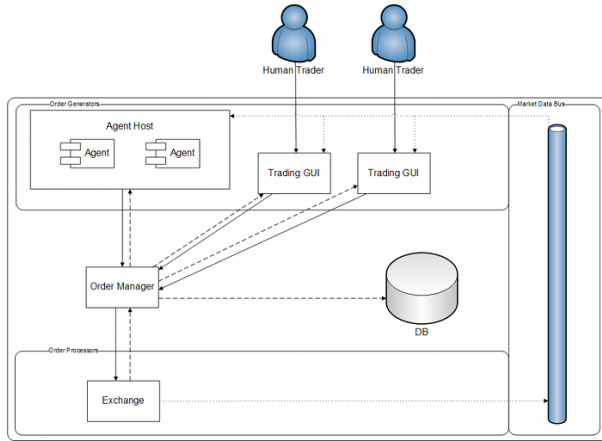 Human Trader
Human Trader
Order Generators
Market Data Bus
Agent Host
Agent
Agent
Trading GUI
Trading GUI
Order Manager
DB
Order Processors
Exchange